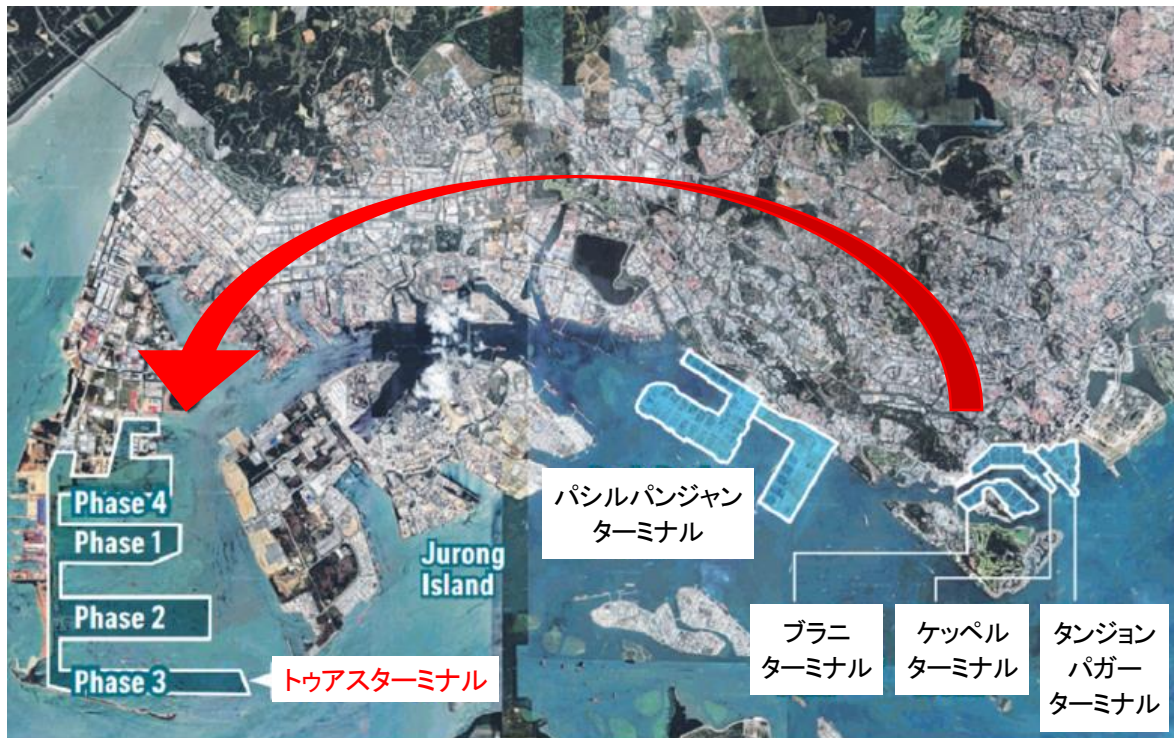 Phase 4
Phase 1
Phase 2
Phase 3
トゥアスターミナル
Jurong
Island
パシルパンジャン
ターミナル
ブラニ
ターミナル
ケッペル
ターミナル
タンジョン
パガー
ターミナル